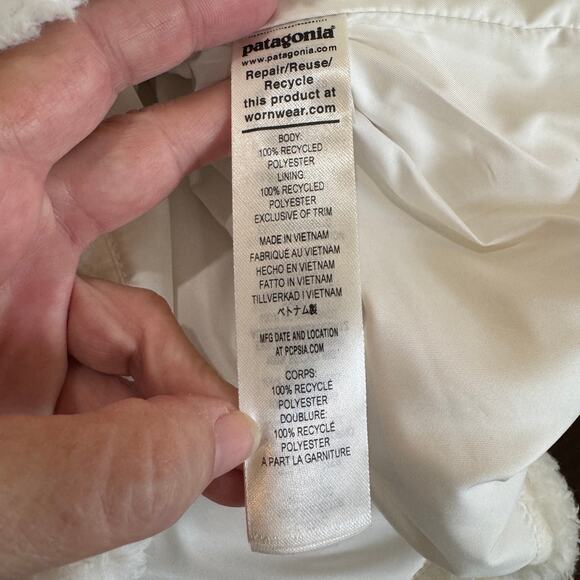 patagonia®
www.patagonia.com
Repair/Reuse/
Recycle
this product at
wornwear.com
BODY:
100% RECYCLED
POLYESTER
LINING:
100% RECYCLED
POLYESTER
EXCLUSIVE OF TRIM
MADE IN VIETNAM
FABRIQUÉ AU VIETNAM
HECHO EN VIETNAM
FATTO IN VIETNAM
TILLVERKAD I VIETNAM
ベトナム製
MFG DATE AND LOCATION
AT PCPSIA.COM
CORPS:
100% RECYCLÉ
POLYESTER
DOUBLURE:
100% RECYCLÉ
POLYESTER
A PART LA GARNITURE